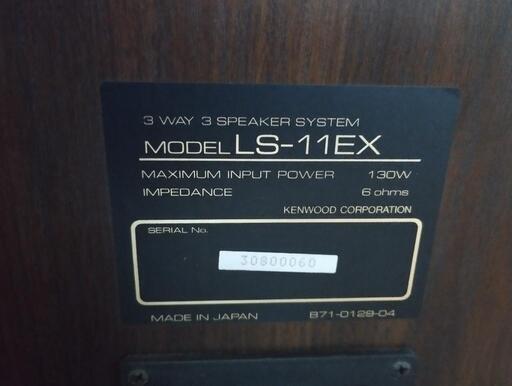 3 WAY 3 SPEAKER SYSTEM
MODEL LS-11EX
MAXIMUM INPUT POWER 130W
IMPEDANCE 6 ohms
KENWOOD CORPORATION
SERIAL No.
30800060
MADE IN JAPAN B71-0129-04